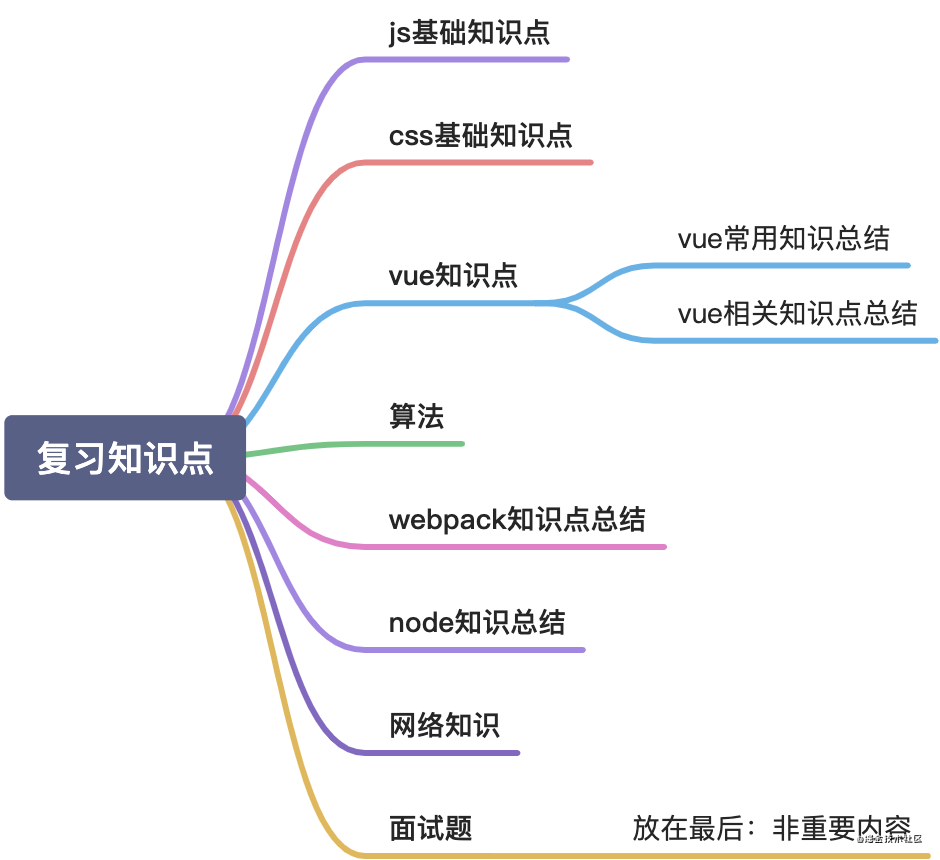 js基础知识点
css基础知识点
vue知识点
vue常用知识总结
vue相关知识点总结
算法
复习知识点
webpack知识点总结
node知识总结
网络知识
面试题
放在最后：非重要内容
@掘金技术社区